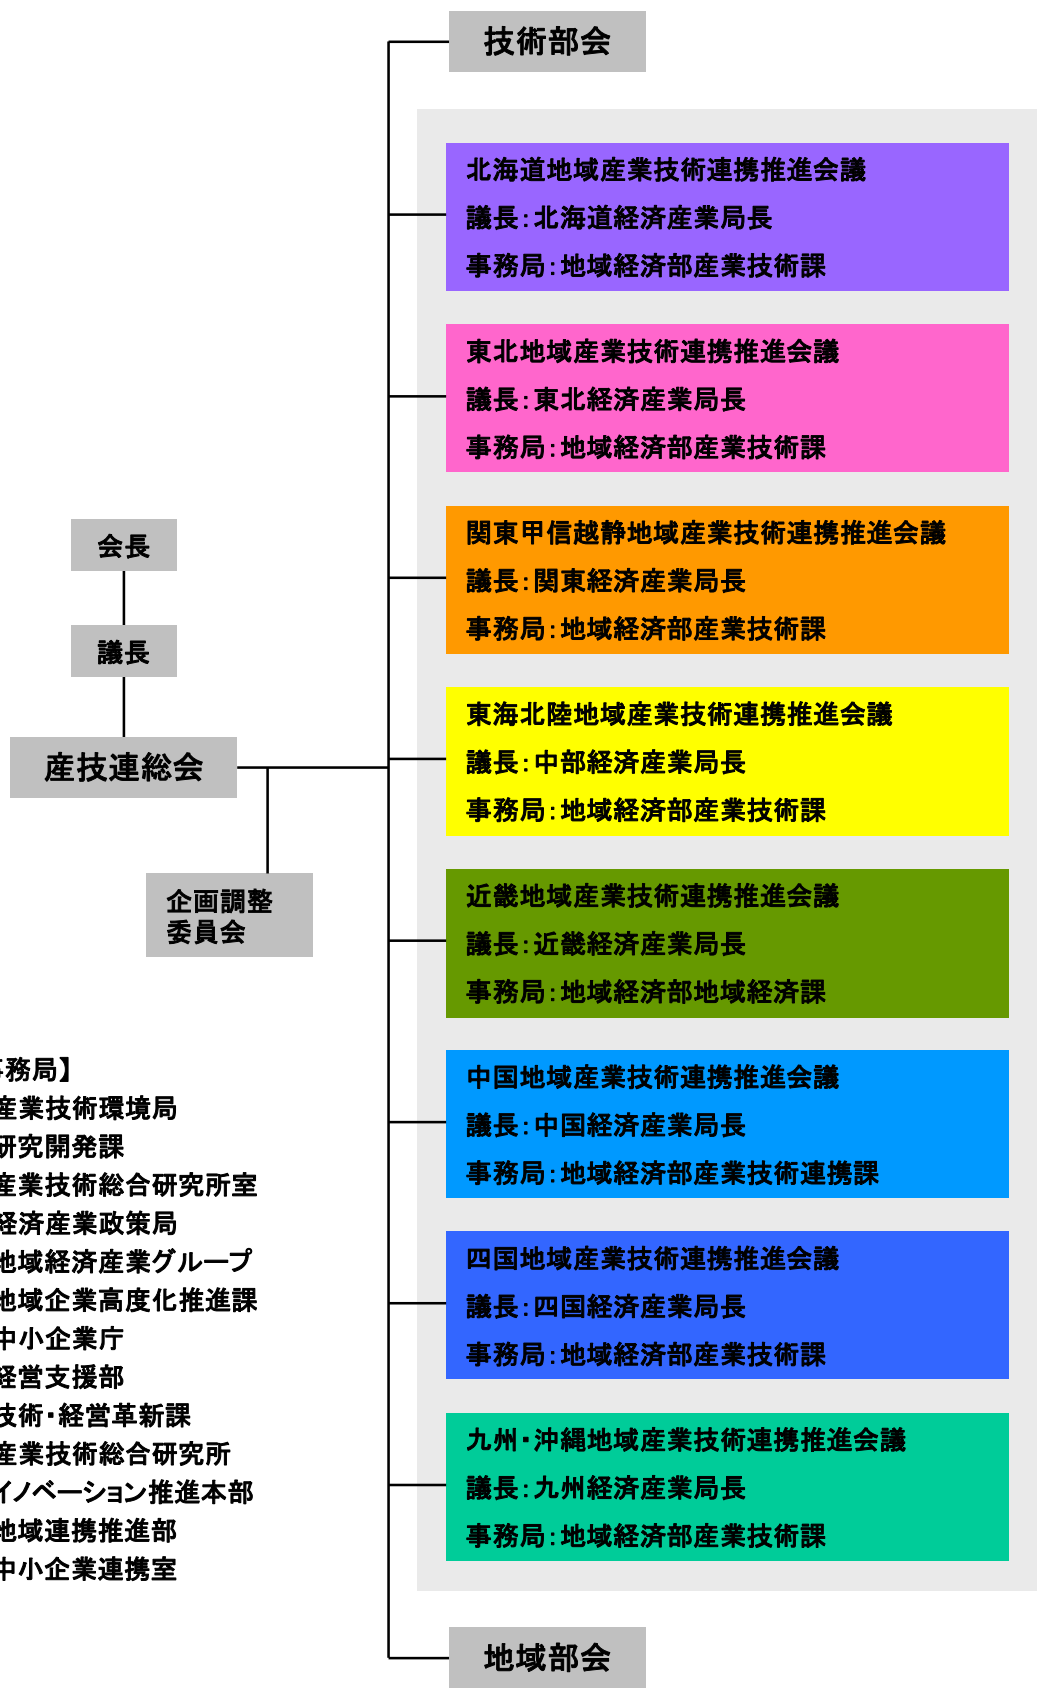 技術部会
北海道地域産業技術連携推進会議
議長：北海道経済産業局長
事務局：地域経済部産業技術課
東北地域産業技術連携推進会議
議長：東北経済産業局長
事務局：地域経済部産業技術課
関東甲信越静地域産業技術連携推進会議
議長：関東経済産業局長
事務局：地域経済部産業技術課
東海北陸地域産業技術連携推進会議
議長：中部経済産業局長
事務局：地域経済部産業技術課
近畿地域産業技術連携推進会議
議長：近畿経済産業局長
事務局：地域経済部地域経済課
中国地域産業技術連携推進会議
議長：中国経済産業局長
事務局：地域経済部産業技術連携課
四国地域産業技術連携推進会議
議長：四国経済産業局長
事務局：地域経済部産業技術課
九州・沖縄地域産業技術連携推進会議
議長：九州経済産業局長
事務局：地域経済部産業技術課
地域部会
会長
議長
産技連総会
企画調整
委員会
事務局】
産業技術環境局
研究開発課
産業技術総合研究所室
経済産業政策局
地域経済産業グループ
地域企業高度化推進課
中小企業庁
経営支援部
技術・経営革新課
産業技術総合研究所
イノベーション推進本部
地域連携推進部
中小企業連携室